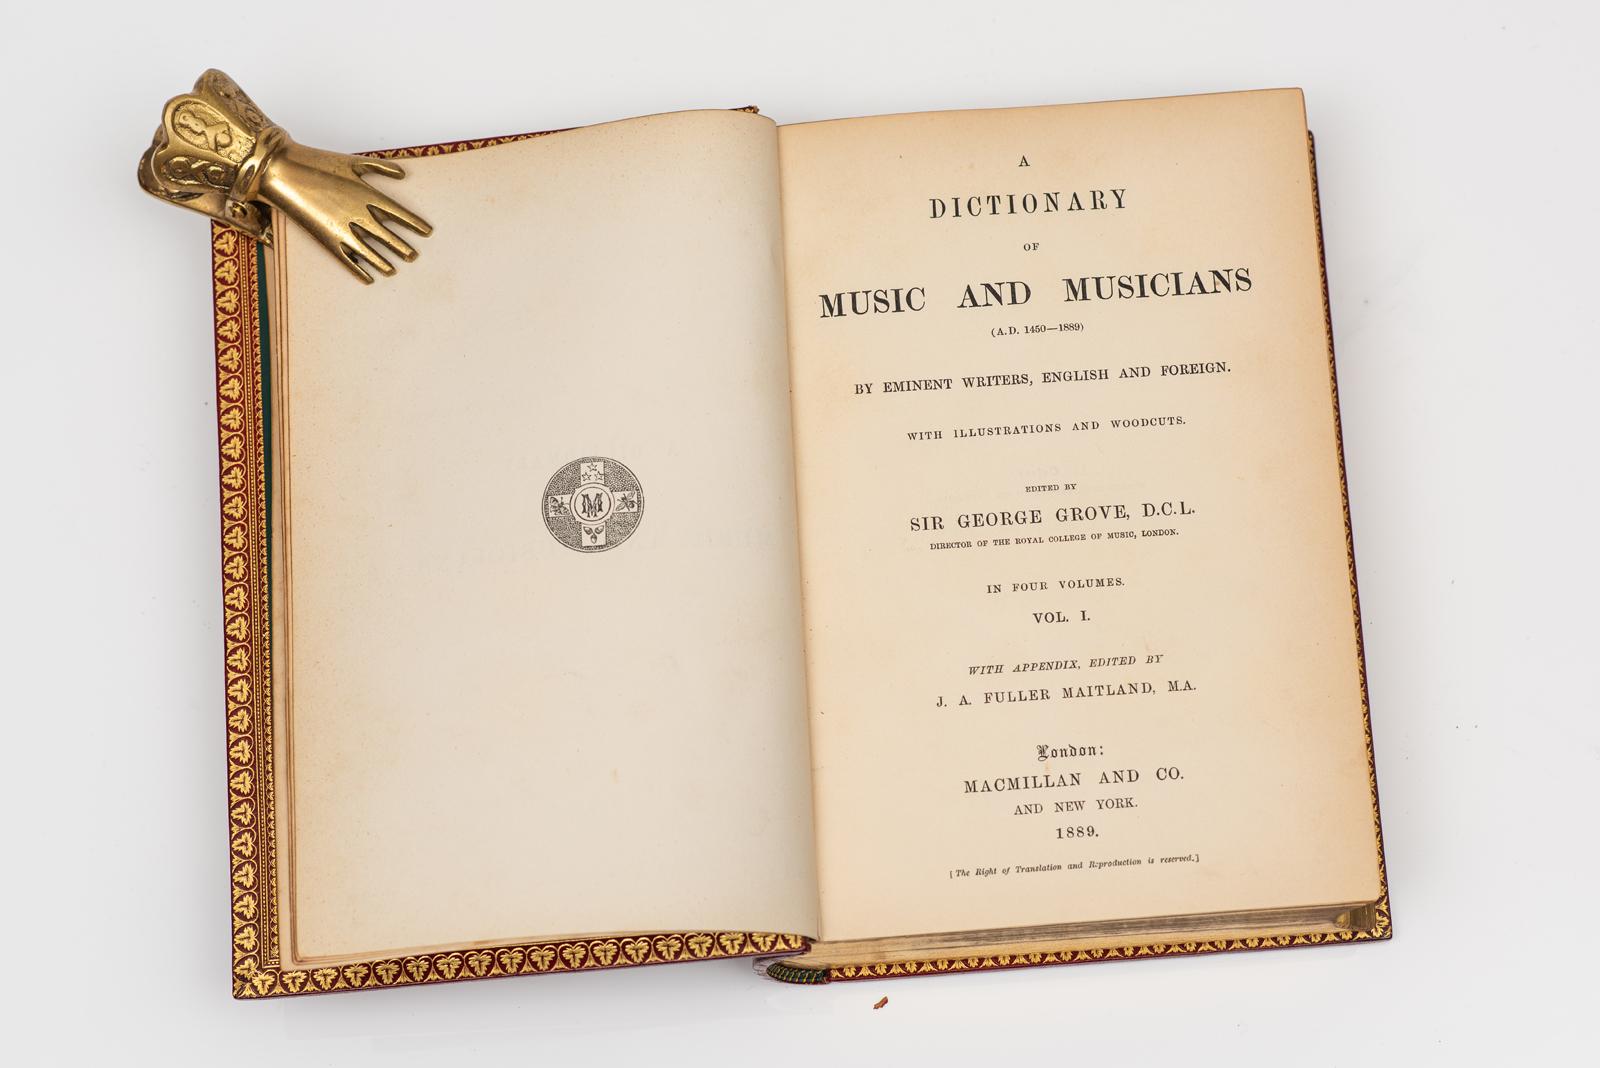 M
A
DICTIONARY
OF
MUSIC AND MUSICIANS
(A.D. 1450—1889)
BY EMINENT WRITERS, ENGLISH AND FOREIGN.
WITH ILLUSTRATIONS AND WOODCUTS.
EDITED BY
SIR GEORGE GROVE, D.C.L.
DIRECTOR OF THE ROYAL COLLEGE OF MUSIC, LONDON.
IN FOUR VOLUMES.
VOL. I.
WITH APPENDIX, EDITED BY
J. A. FULLER MAITLAND, M.A.
London:
MACMILLAN AND CO.
AND NEW YORK.
1889.
[The Right of Translation and Reproduction is reserved.]